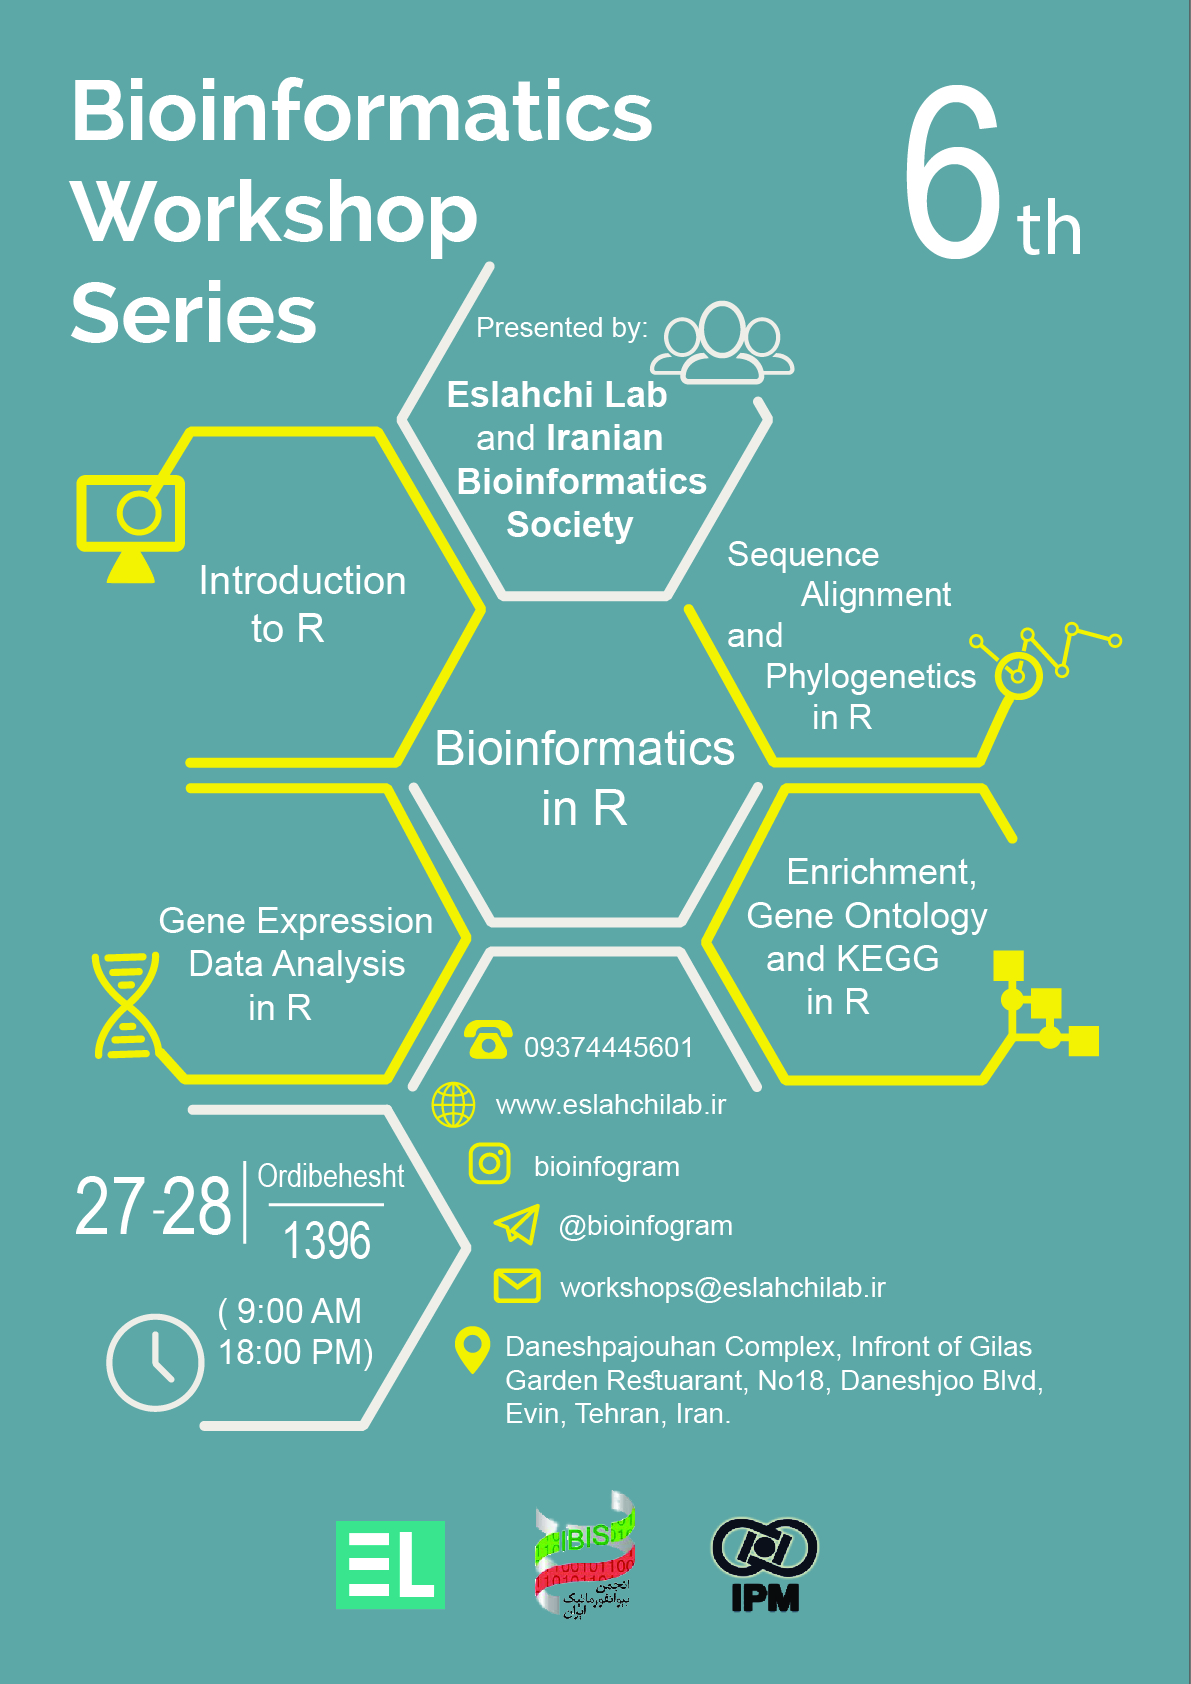 Bioinformatics
Workshop
Series
6th
Presented by:
Eslahchi Lab
and Iranian
Bioinformatics
Society
Introduction
to R
Sequence
Alignment
and
Phylogenetics
in R
Bioinformatics
in R
Gene Expression
Data Analysis
in R
Enrichment,
Gene Ontology
and KEGG
in R
09374445601
www.eslahchilab.ir
bioinfogram
@bioinfogram
workshops@eslahchilab.ir
Daneshpajouhan Complex, Infront of Gilas
Garden Restuarant, No18, Daneshjoo Blvd,
Evin, Tehran, Iran.
27-28
Ordibehesht
1396
( 9:00 AM
18:00 PM)
EL
IBIS
انجمن
بیوانفورماتیک
ایران
IPM